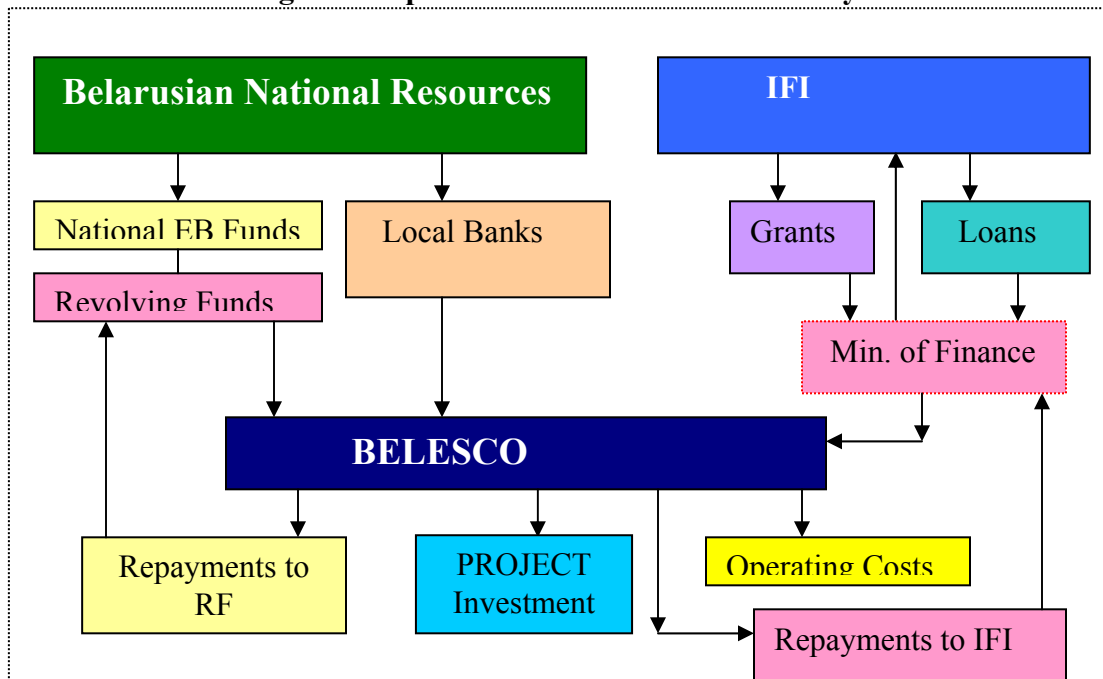 Belarusian National Resources
IFI
National EB Funds
Local Banks
Grants
Loans
Revolving Funds
Min. of Finance
BELESCO
Repayments to
RF
PROJECT
Investment
Operating Costs
Repayments to IFI